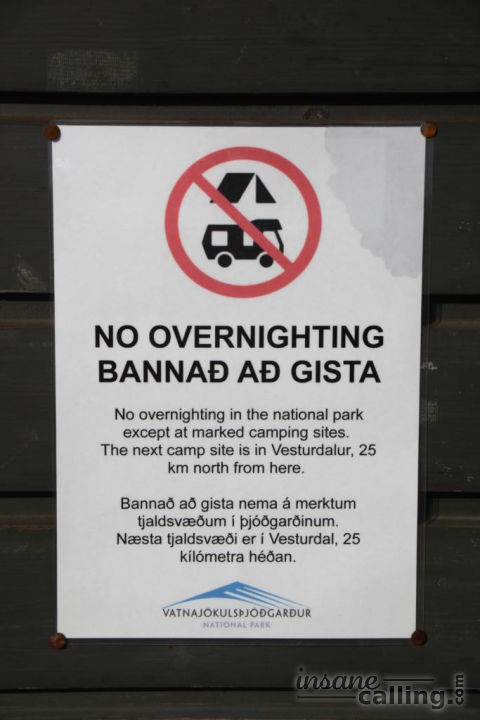 NO OVERNIGHTING
BANNAÐ AÐ GISTA
No overnighting in the national park
except at marked camping sites.
The next camp site is in Vesturdalur, 25
km north from here.
Bannað að gista nema á merktum
tjaldsvæðum í þjóðgarðinum.
Næsta tjaldsvæði er í Vesturdal, 25
kílómetra héðan.
VATNAJÖKULSÞJÓÐGARÐUR
NATIONAL PARK
insane
calling.com